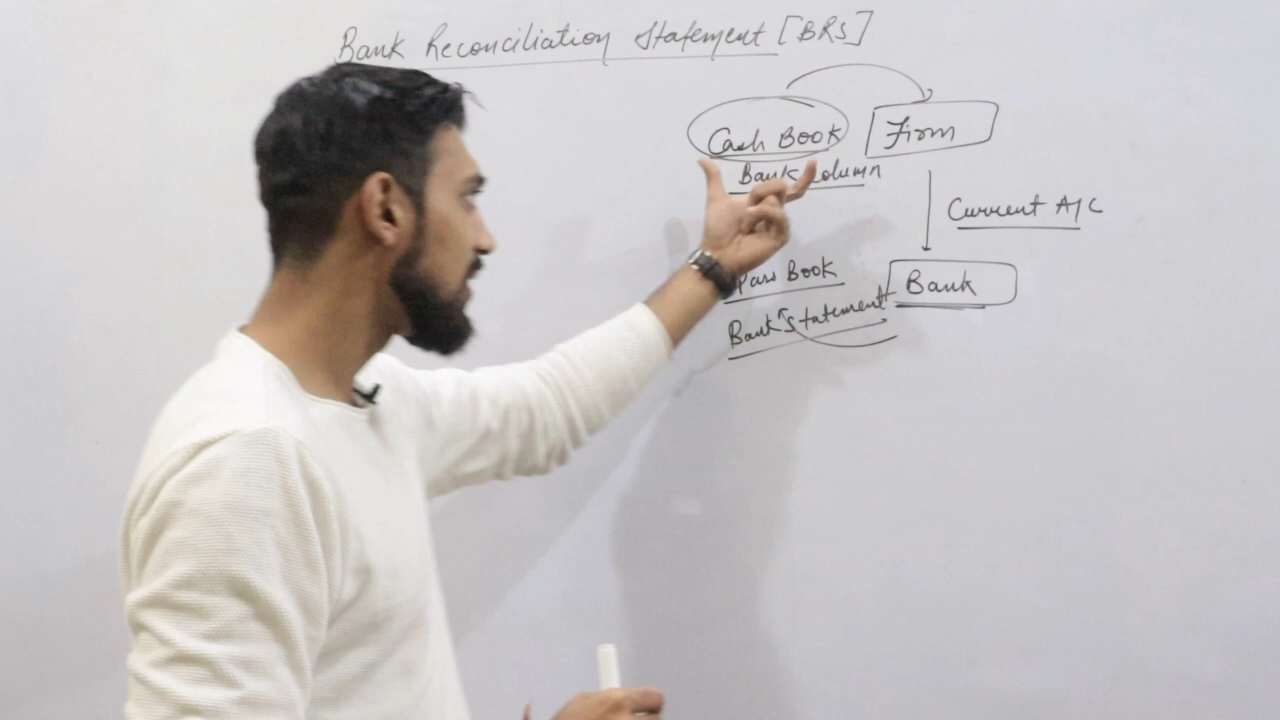 Bank Reconciliation Statement [BRS]
Cash Book
Firm
Bank Column
Current A/C
Pass Book
Bank
Bank Statement